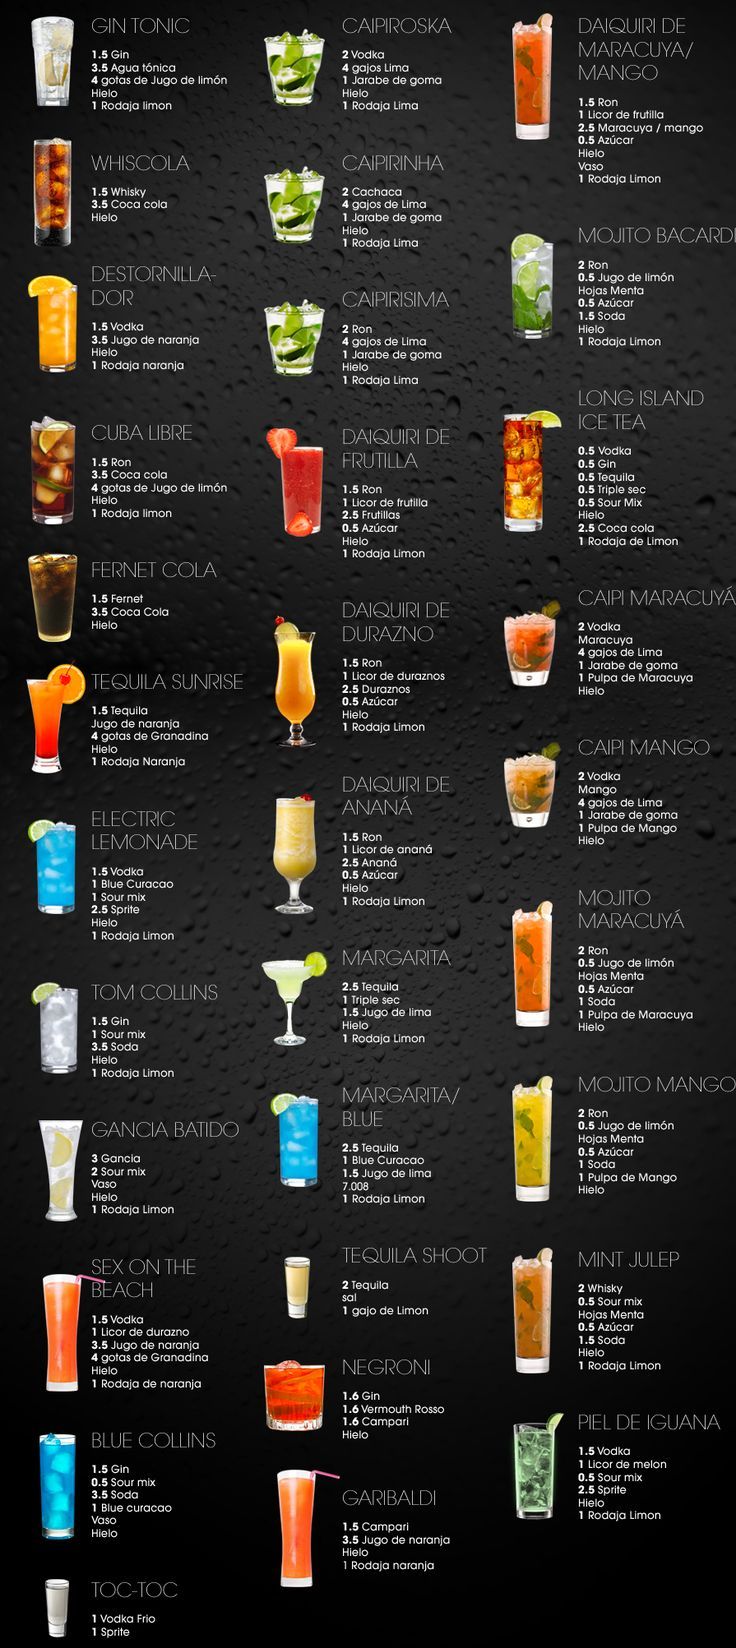 GIN TONIC
1.5 Gin
3.5 Agua tónica
4 gotas de Jugo de limón
Hielo
1 Rodaja limon
WHISCOLA
1.5 Whisky
3.5 Coca cola
Hielo
DESTORNILLA-
DOR
1.5 Vodka
3.5 Jugo de naranja
Hielo
1 Rodaja naranja
CUBA LIBRE
1.5 Ron
3.5 Coca cola
4 gotas de Jugo de limón
Hielo
1 Rodaja limon
FERNET COLA
1.5 Fernet
3.5 Coca Cola
Hielo
TEQUILA SUNRISE
1.5 Tequila
Jugo de naranja
4 gotas de Granadina
Hielo
1 Rodaja Naranja
ELECTRIC
LEMONADE
1.5 Vodka
1 Blue Curacao
1 Sour mix
2.5 Sprite
Hielo
1 Rodaja Limon
TOM COLLINS
1.5 Gin
1 Sour mix
3.5 Soda
Hielo
1 Rodaja Limon
GANCIA BATIDO
3 Gancia
2 Sour mix
Vaso
Hielo
1 Rodaja Limon
SEX ON THE
BEACH
1.5 Vodka
1 Licor de durazno
3.5 Jugo de naranja
4 gotas de Granadina
Hielo
1 Rodaja de naranja
BLUE COLLINS
1.5 Gin
0.5 Sour mix
3.5 Soda
1 Blue curacao
Vaso
Hielo
TOC-TOC
1 Vodka Frio
1 Sprite
CAIPIROSKA
2 Vodka
4 gajos Lima
1 Jarabe de goma
Hielo
1 Rodaja Lima
CAIPIRINHA
2 Cachaca
4 gajos de Lima
1 Jarabe de goma
Hielo
1 Rodaja Lima
CAIPIRISIMA
2 Ron
4 gajos de Lima
1 Jarabe de goma
Hielo
1 Rodaja Lima
DAIQUIRI DE
FRUTILLA
1.5 Ron
1 Licor de frutilla
2.5 Frutillas
0.5 Azúcar
Hielo
1 Rodaja Limon
DAIQUIRI DE
DURAZNO
1.5 Ron
1 Licor de duraznos
2.5 Duraznos
0.5 Azúcar
Hielo
1 Rodaja Limon
DAIQUIRI DE
ANANÁ
1.5 Ron
1 Licor de ananá
2.5 Ananá
0.5 Azúcar
Hielo
1 Rodaja Limon
MARGARITA
2.5 Tequila
1 Triple sec
1.5 Jugo de lima
Hielo
1 Rodaja Limon
MARGARITA/
BLUE
2.5 Tequila
1 Blue Curacao
1.5 Jugo de lima
7.008
1 Rodaja Limon
TEQUILA SHOOT
2 Tequila
sal
1 gajo de Limon
NEGRONI
1.6 Gin
1.6 Vermouth Rosso
1.6 Campari
Hielo
GARIBALDI
1.5 Campari
3.5 Jugo de naranja
Hielo
1 Rodaja naranja
DAIQUIRI DE
MARACUYA/
MANGO
1.5 Ron
1 Licor de frutilla
2.5 Maracuya / mango
0.5 Azúcar
Hielo
Vaso
1 Rodaja Limon
MOJITO BACARDI
2 Ron
0.5 Jugo de limón
Hojas Menta
0.5 Azúcar
1.5 Soda
Hielo
1 Rodaja Limon
LONG ISLAND
ICE TEA
0.5 Vodka
0.5 Gin
0.5 Tequila
0.5 Triple sec
0.5 Sour Mix
Hielo
2.5 Coca cola
1 Rodaja de Limon
CAIPI MARACUYÁ
2 Vodka
Maracuya
4 gajos de Lima
1 Jarabe de goma
1 Pulpa de Maracuya
Hielo
CAIPI MANGO
2 Vodka
Mango
4 gajos de Lima
1 Jarabe de goma
1 Pulpa de Mango
Hielo
MOJITO
MARACUYÁ
2 Ron
0.5 Jugo de limón
Hojas Menta
0.5 Azúcar
1 Soda
1 Pulpa de Maracuya
Hielo
MOJITO MANGO
2 Ron
0.5 Jugo de limón
Hojas Menta
0.5 Azúcar
1 Soda
1 Pulpa de Mango
Hielo
MINT JULEP
2 Whisky
0.5 Sour mix
Hojas Menta
0.5 Azúcar
1.5 Soda
Hielo
1 Rodaja Limon
PIEL DE IGUANA
1.5 Vodka
1 Licor de melon
0.5 Sour mix
2.5 Sprite
Hielo
1 Rodaja Limon